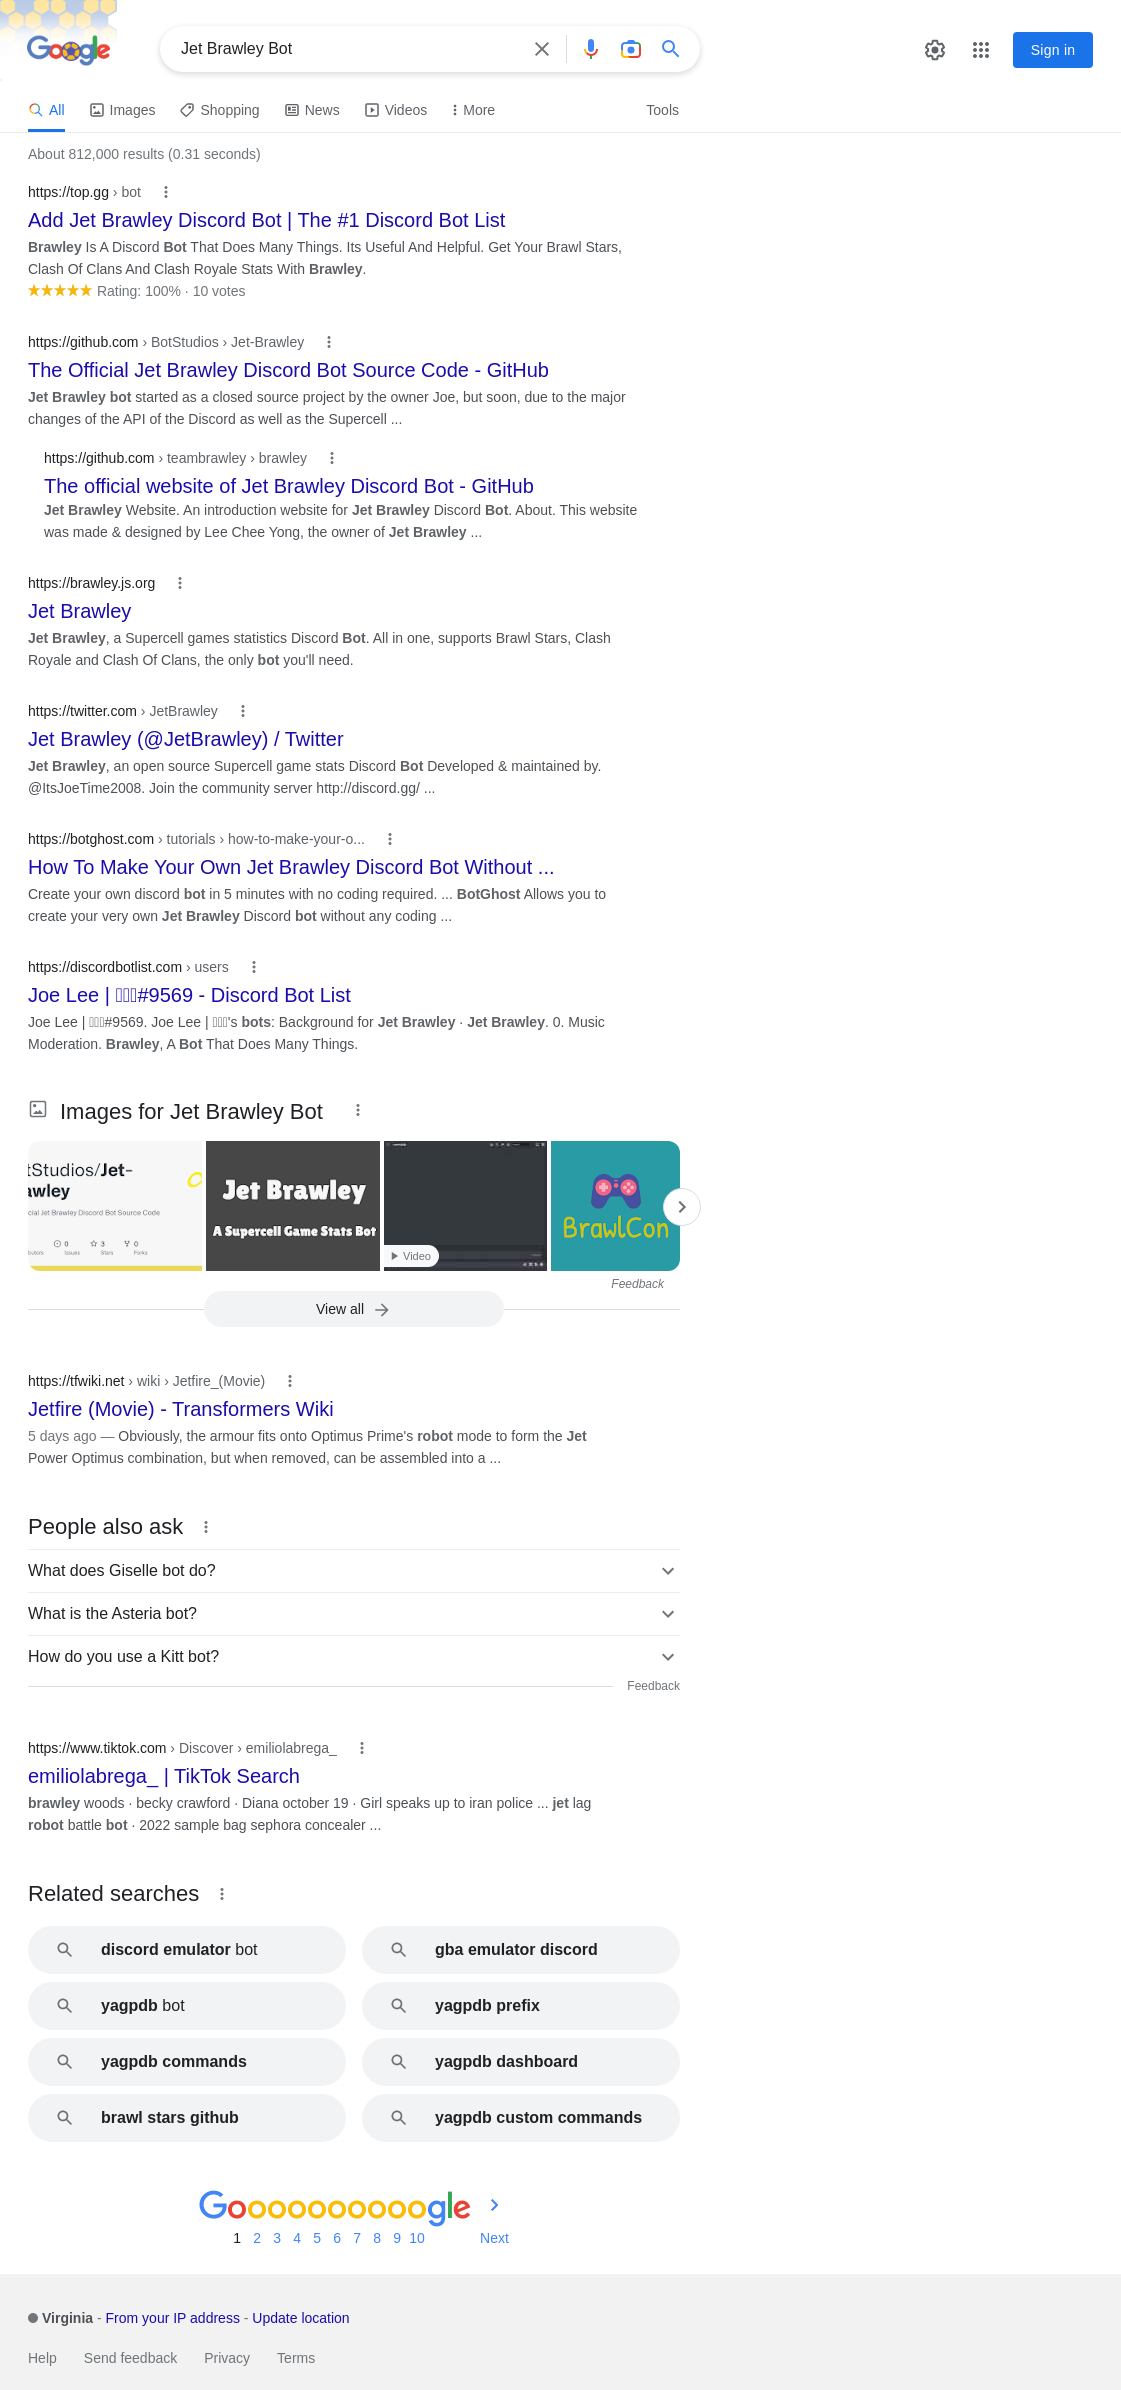 Google
Jet Brawley Bot
Sign in
All
Images
Shopping
News
Videos
More
Tools
About 812,000 results (0.31 seconds)
https://top.gg › bot
Add Jet Brawley Discord Bot | The #1 Discord Bot List
Brawley Is A Discord Bot That Does Many Things. Its Useful And Helpful. Get Your Brawl Stars,
Clash Of Clans And Clash Royale Stats With Brawley.
Rating: 100% · 10 votes
https://github.com › BotStudios › Jet-Brawley
The Official Jet Brawley Discord Bot Source Code - GitHub
Jet Brawley bot started as a closed source project by the owner Joe, but soon, due to the major
changes of the API of the Discord as well as the Supercell ...
https://github.com › teambrawley › brawley
The official website of Jet Brawley Discord Bot - GitHub
Jet Brawley Website. An introduction website for Jet Brawley Discord Bot. About. This website
was made & designed by Lee Chee Yong, the owner of Jet Brawley ...
https://brawley.js.org
Jet Brawley
Jet Brawley, a Supercell games statistics Discord Bot. All in one, supports Brawl Stars, Clash
Royale and Clash Of Clans, the only bot you'll need.
https://twitter.com › JetBrawley
Jet Brawley (@JetBrawley) / Twitter
Jet Brawley, an open source Supercell game stats Discord Bot Developed & maintained by.
@ItsJoeTime2008. Join the community server http://discord.gg/ ...
https://botghost.com › tutorials › how-to-make-your-o...
How To Make Your Own Jet Brawley Discord Bot Without ...
Create your own discord bot in 5 minutes with no coding required. ... BotGhost Allows you to
create your very own Jet Brawley Discord bot without any coding ...
https://discordbotlist.com › users
Joe Lee | #9569 - Discord Bot List
Joe Lee | #9569. Joe Lee | 's bots: Background for Jet Brawley · Jet Brawley. 0. Music
Moderation. Brawley, A Bot That Does Many Things.
Images for Jet Brawley Bot
tStudios/Jet-
awley
cial Jet Brawley Discord Bot Source Code
0
3
0
Issues
Stars
Forks
Jet Brawley
A Supercell Game Stats Bot
Video
BrawlCon
Feedback
View all
https://tfwiki.net › wiki › Jetfire_(Movie)
Jetfire (Movie) - Transformers Wiki
5 days ago — Obviously, the armour fits onto Optimus Prime's robot mode to form the Jet
Power Optimus combination, but when removed, can be assembled into a ...
People also ask
What does Giselle bot do?
What is the Asteria bot?
How do you use a Kitt bot?
Feedback
https://www.tiktok.com › Discover › emiliolabrega_
emiliolabrega_ | TikTok Search
brawley woods · becky crawford · Diana october 19 · Girl speaks up to iran police ... jet lag
robot battle bot · 2022 sample bag sephora concealer ...
Related searches
discord emulator bot
gba emulator discord
yagpdb bot
yagpdb prefix
yagpdb commands
yagpdb dashboard
brawl stars github
yagpdb custom commands
Goooooooooogle
1 2 3 4 5 6 7 8 9 10 Next
Virginia - From your IP address - Update location
Help Send feedback Privacy Terms